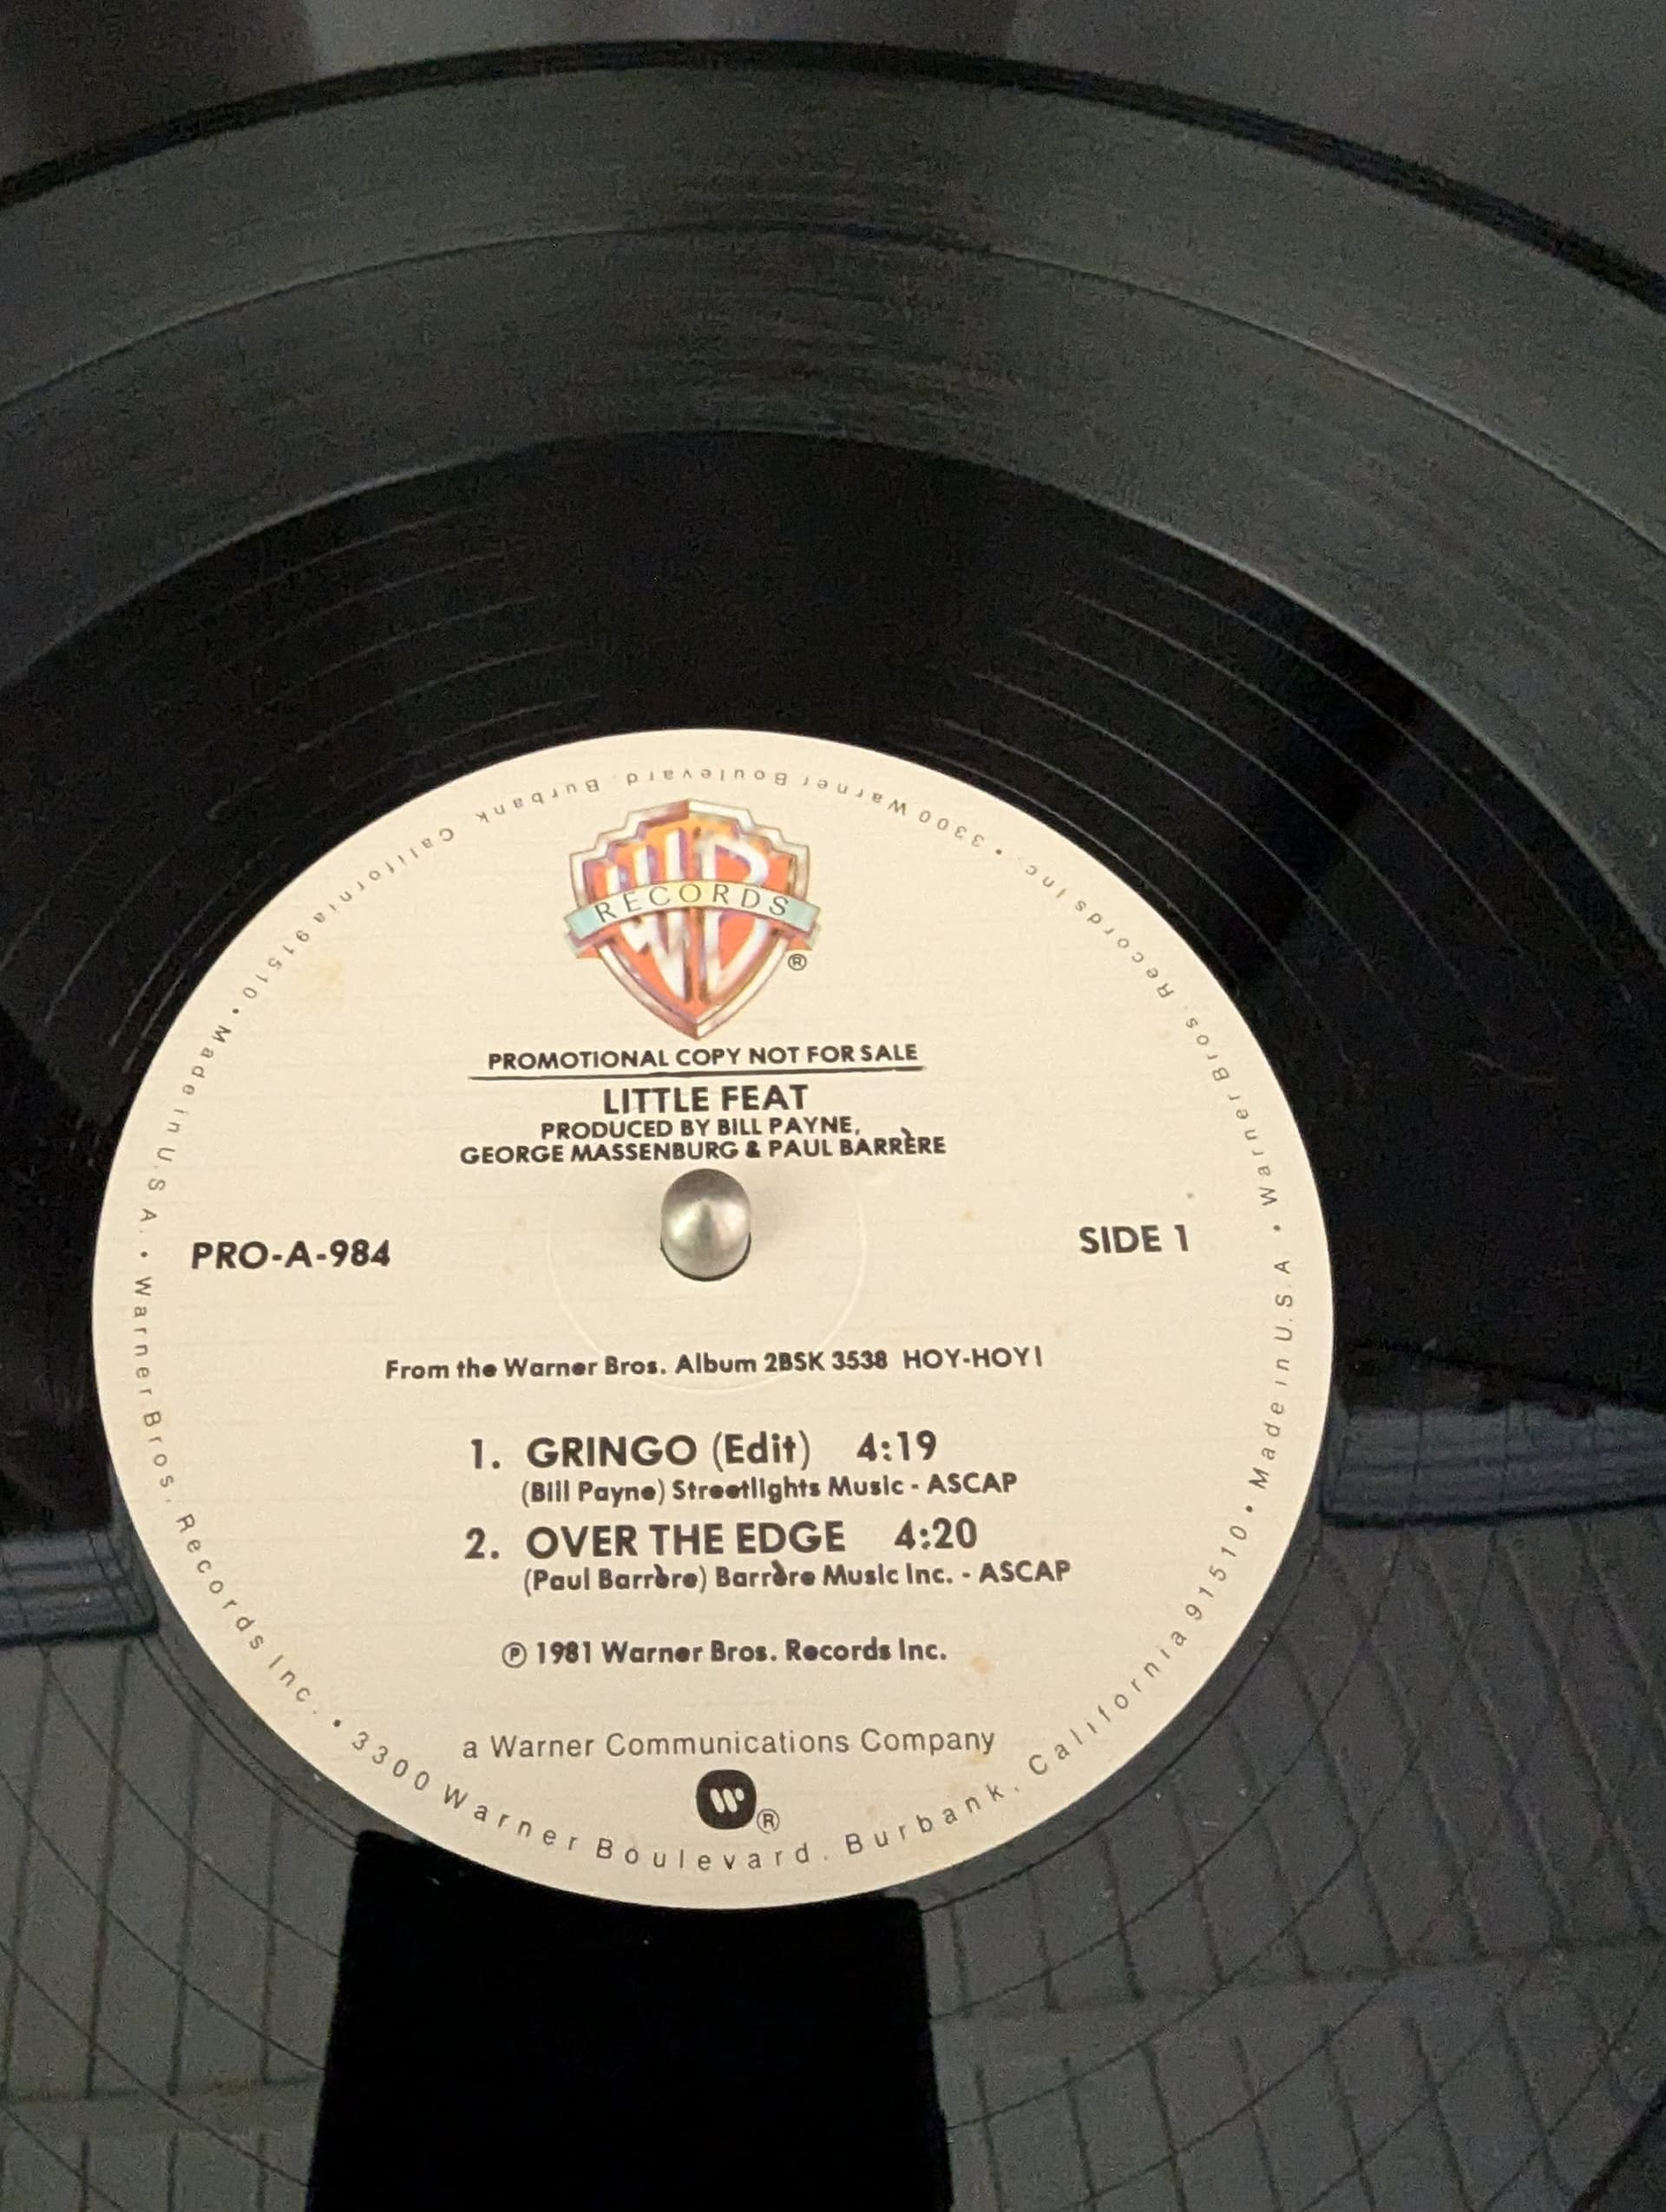 WB
RECORDS
®
PROMOTIONAL COPY NOT FOR SALE
LITTLE FEAT
PRODUCED BY BILL PAYNE,
GEORGE MASSENBURG & PAUL BARRÈRE
PRO-A-984
SIDE 1
From the Warner Bros. Album 2BSK 3538 HOY-HOY!
1. GRINGO (Edit) 4:19
(Bill Payne) Streetlights Music - ASCAP
2. OVER THE EDGE 4:20
(Paul Barrère) Barrère Music Inc. - ASCAP
℗ 1981 Warner Bros. Records Inc.
a Warner Communications Company
W ®
Warner Bros. Records Inc. • 3300 Warner Boulevard. Burbank. California 91510 • Made in U.S.A. • Warner Bros. Records Inc. • 3300 Warner Boulevard. Burbank. California 91510 • Made in U.S.A •